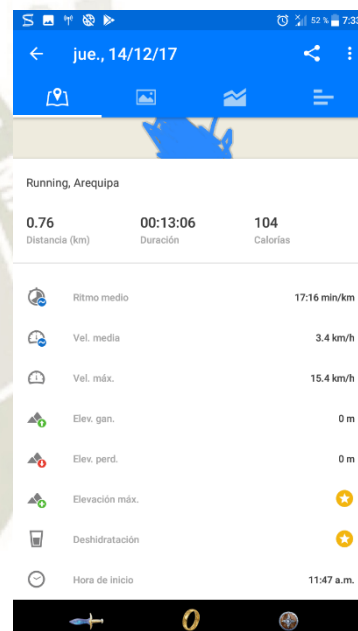 52 % 7:33
jue., 14/12/17
Running, Arequipa
0.76 00:13:06 104
Distancia (km) Duración Calorías
Ritmo medio 17:16 min/km
Vel. media 3.4 km/h
Vel. máx. 15.4 km/h
Elev. gan. 0 m
Elev. perd. 0 m
Elevación máx.
Deshidratación
Hora de inicio 11:47 a.m.